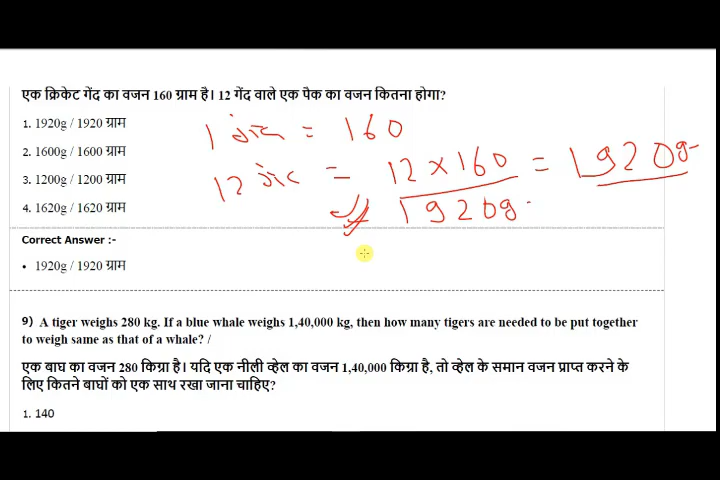 एक क्रिकेट गेंद का वजन 160 ग्राम है। 12 गेंद वाले एक पैक का वजन कितना होगा?
1. 1920g / 1920 ग्राम
1 गेंद = 160
2. 1600g / 1600 ग्राम
12 गेंद = 12 × 160 = 1920g
3. 1200g / 1200 ग्राम
4. 1620g / 1620 ग्राम
1920g
Correct Answer :-
• 1920g / 1920 ग्राम
9) A tiger weighs 280 kg. If a blue whale weighs 1,40,000 kg, then how many tigers are needed to be put together
to weigh same as that of a whale? /
एक बाघ का वजन 280 किग्रा है। यदि एक नीली व्हेल का वजन 1,40,000 किग्रा है, तो व्हेल के समान वजन प्राप्त करने के
लिए कितने बाघों को एक साथ रखा जाना चाहिए?
1. 140